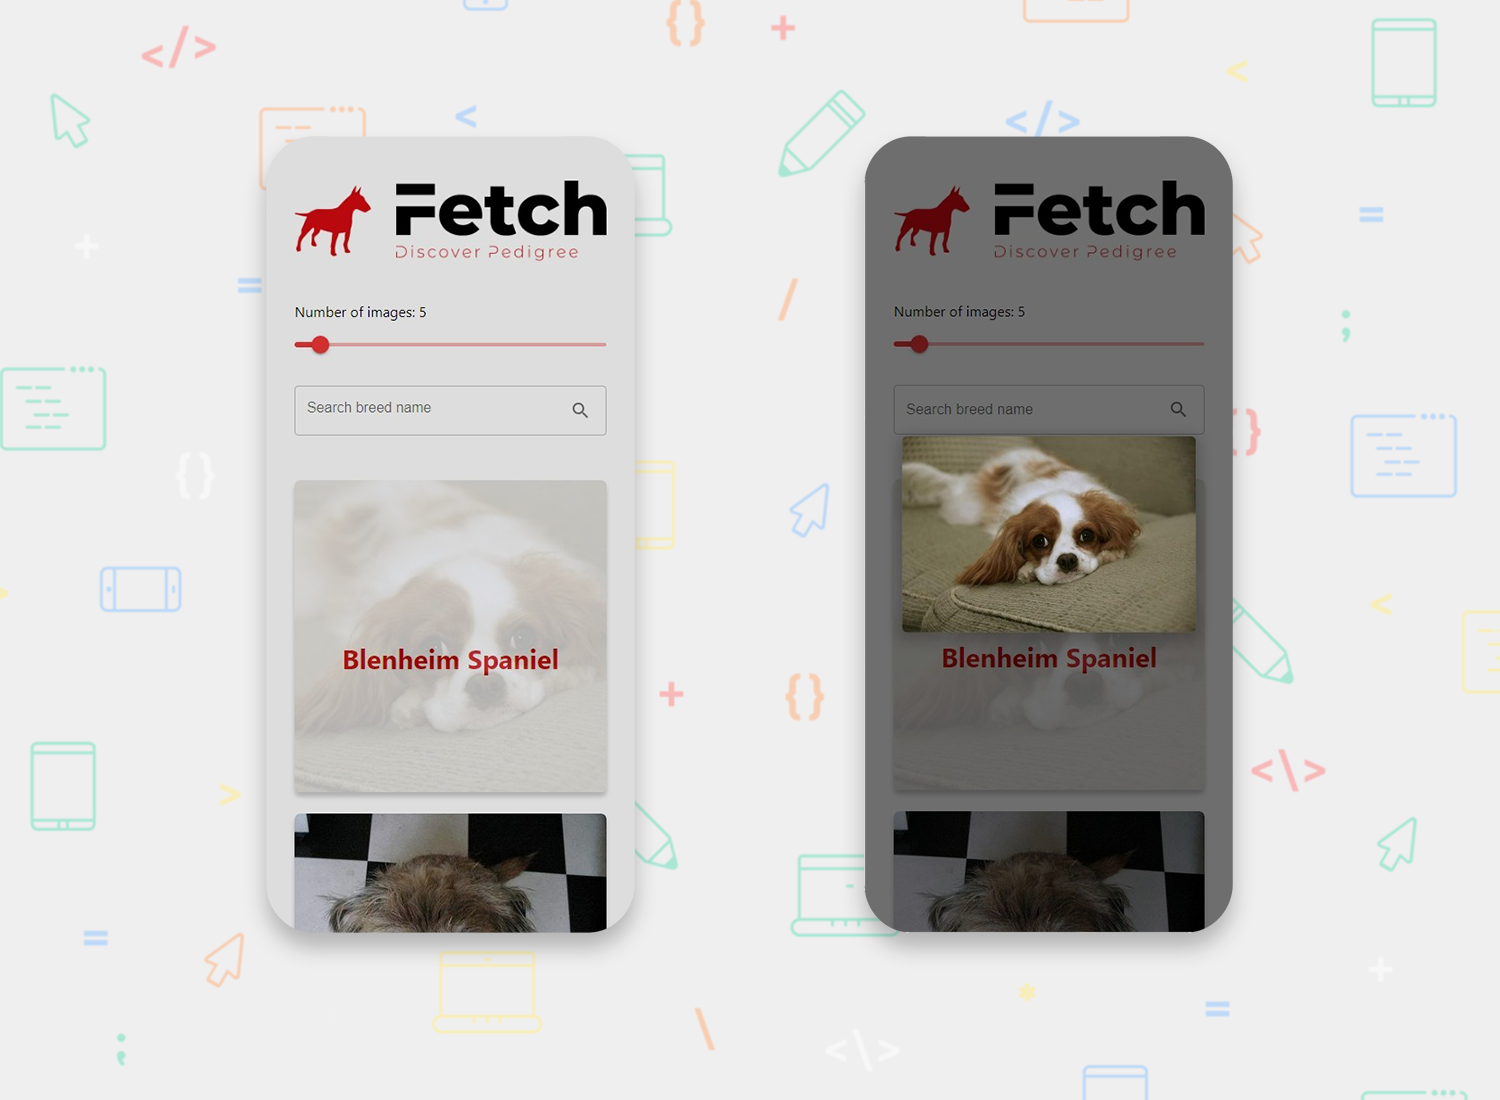 Fetch
Discover Pedigree
Number of images: 5
Search breed name
Blenheim Spaniel
Fetch
Discover Pedigree
Number of images: 5
Search breed name
Blenheim Spaniel